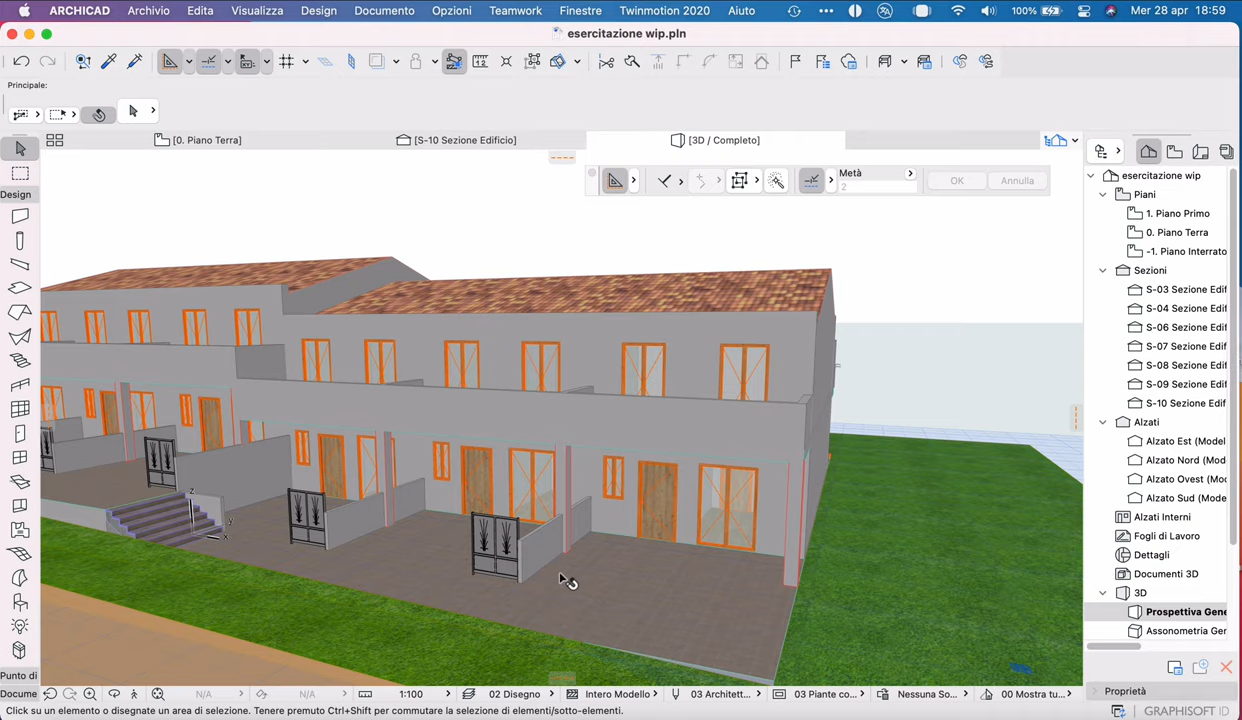 ARCHICAD Archivio Edita Visualizza Design Documento Opzioni Teamwork Finestre Twinmotion 2020 Aiuto 100% Mer 28 apr 18:59
esercitazione wip.pln
Principale:
[0. Piano Terra] [S-10 Sezione Edificio] [3D / Completo]
Metà
2
OK
Annulla
Design
esercitazione wip
Piani
1. Piano Primo
0. Piano Terra
-1. Piano Interrato
Sezioni
S-03 Sezione Edif
S-04 Sezione Edif
S-06 Sezione Edif
S-07 Sezione Edif
S-08 Sezione Edif
S-09 Sezione Edif
S-10 Sezione Edif
Alzati
Alzato Est (Model
Alzato Nord (Mod
Alzato Ovest (Mod
Alzato Sud (Mode
Alzati Interni
Fogli di Lavoro
Dettagli
Documenti 3D
3D
Prospettiva Gene
Assonometria Ger
z
y
x
Punto di
Docume
N/A
N/A
1:100
02 Disegno
Intero Modello
03 Architett...
03 Piante co...
Nessuna So...
00 Mostra tu...
Proprietà
Click su un elemento o disegnate un area di selezione. Tenere premuto Ctrl+Shift per commutare la selezione di elementi/sotto-elementi.
GRAPHISOFT ID